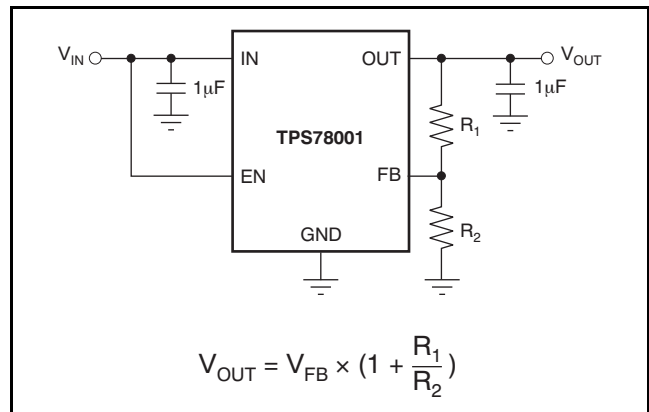 V_IN
IN
OUT
V_OUT
1μF
1μF
R_1
TPS78001
EN
FB
R_2
GND
V_OUT = V_FB × (1 + R_1/R_2)